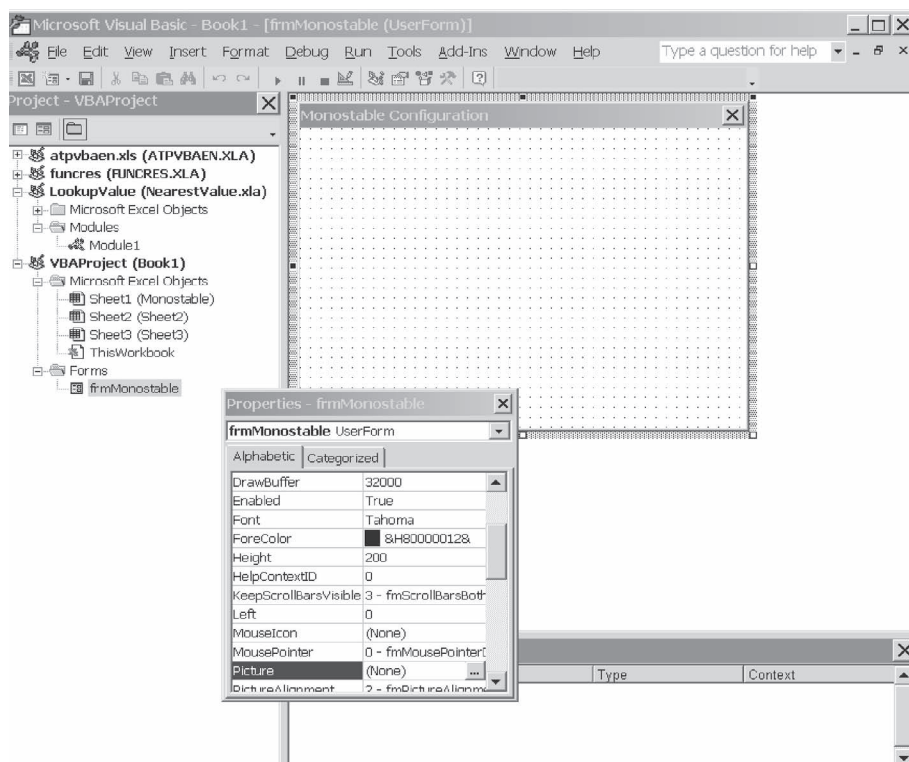 Microsoft Visual Basic - Book1 - [frmMonostable (UserForm)]
File Edit View Insert Format Debug Run Tools Add-Ins Window Help
Type a question for help
Project - VBAProject
Monostable Configuration
atpvbaen.xls (ATPVBAEN.XLA)
funcres (FUNCRES.XLA)
LookupValue (NearestValue.xla)
Microsoft Excel Objects
Modules
Module1
VBAProject (Book1)
Microsoft Excel Objects
Sheet1 (Monostable)
Sheet2 (Sheet2)
Sheet3 (Sheet3)
ThisWorkbook
Forms
frmMonostable
Properties - frmMonostable
frmMonostable UserForm
Alphabetic Categorized
DrawBuffer 32000
Enabled True
Font Tahoma
ForeColor &H80000012&
Height 200
HelpContextID 0
KeepScrollBarsVisible 3 - fmScrollBarsBoth
Left 0
MouseIcon (None)
MousePointer 0 - fmMousePointerD
Picture (None) ...
PictureAlignment 2 - fmPictureAlignme
Type Context